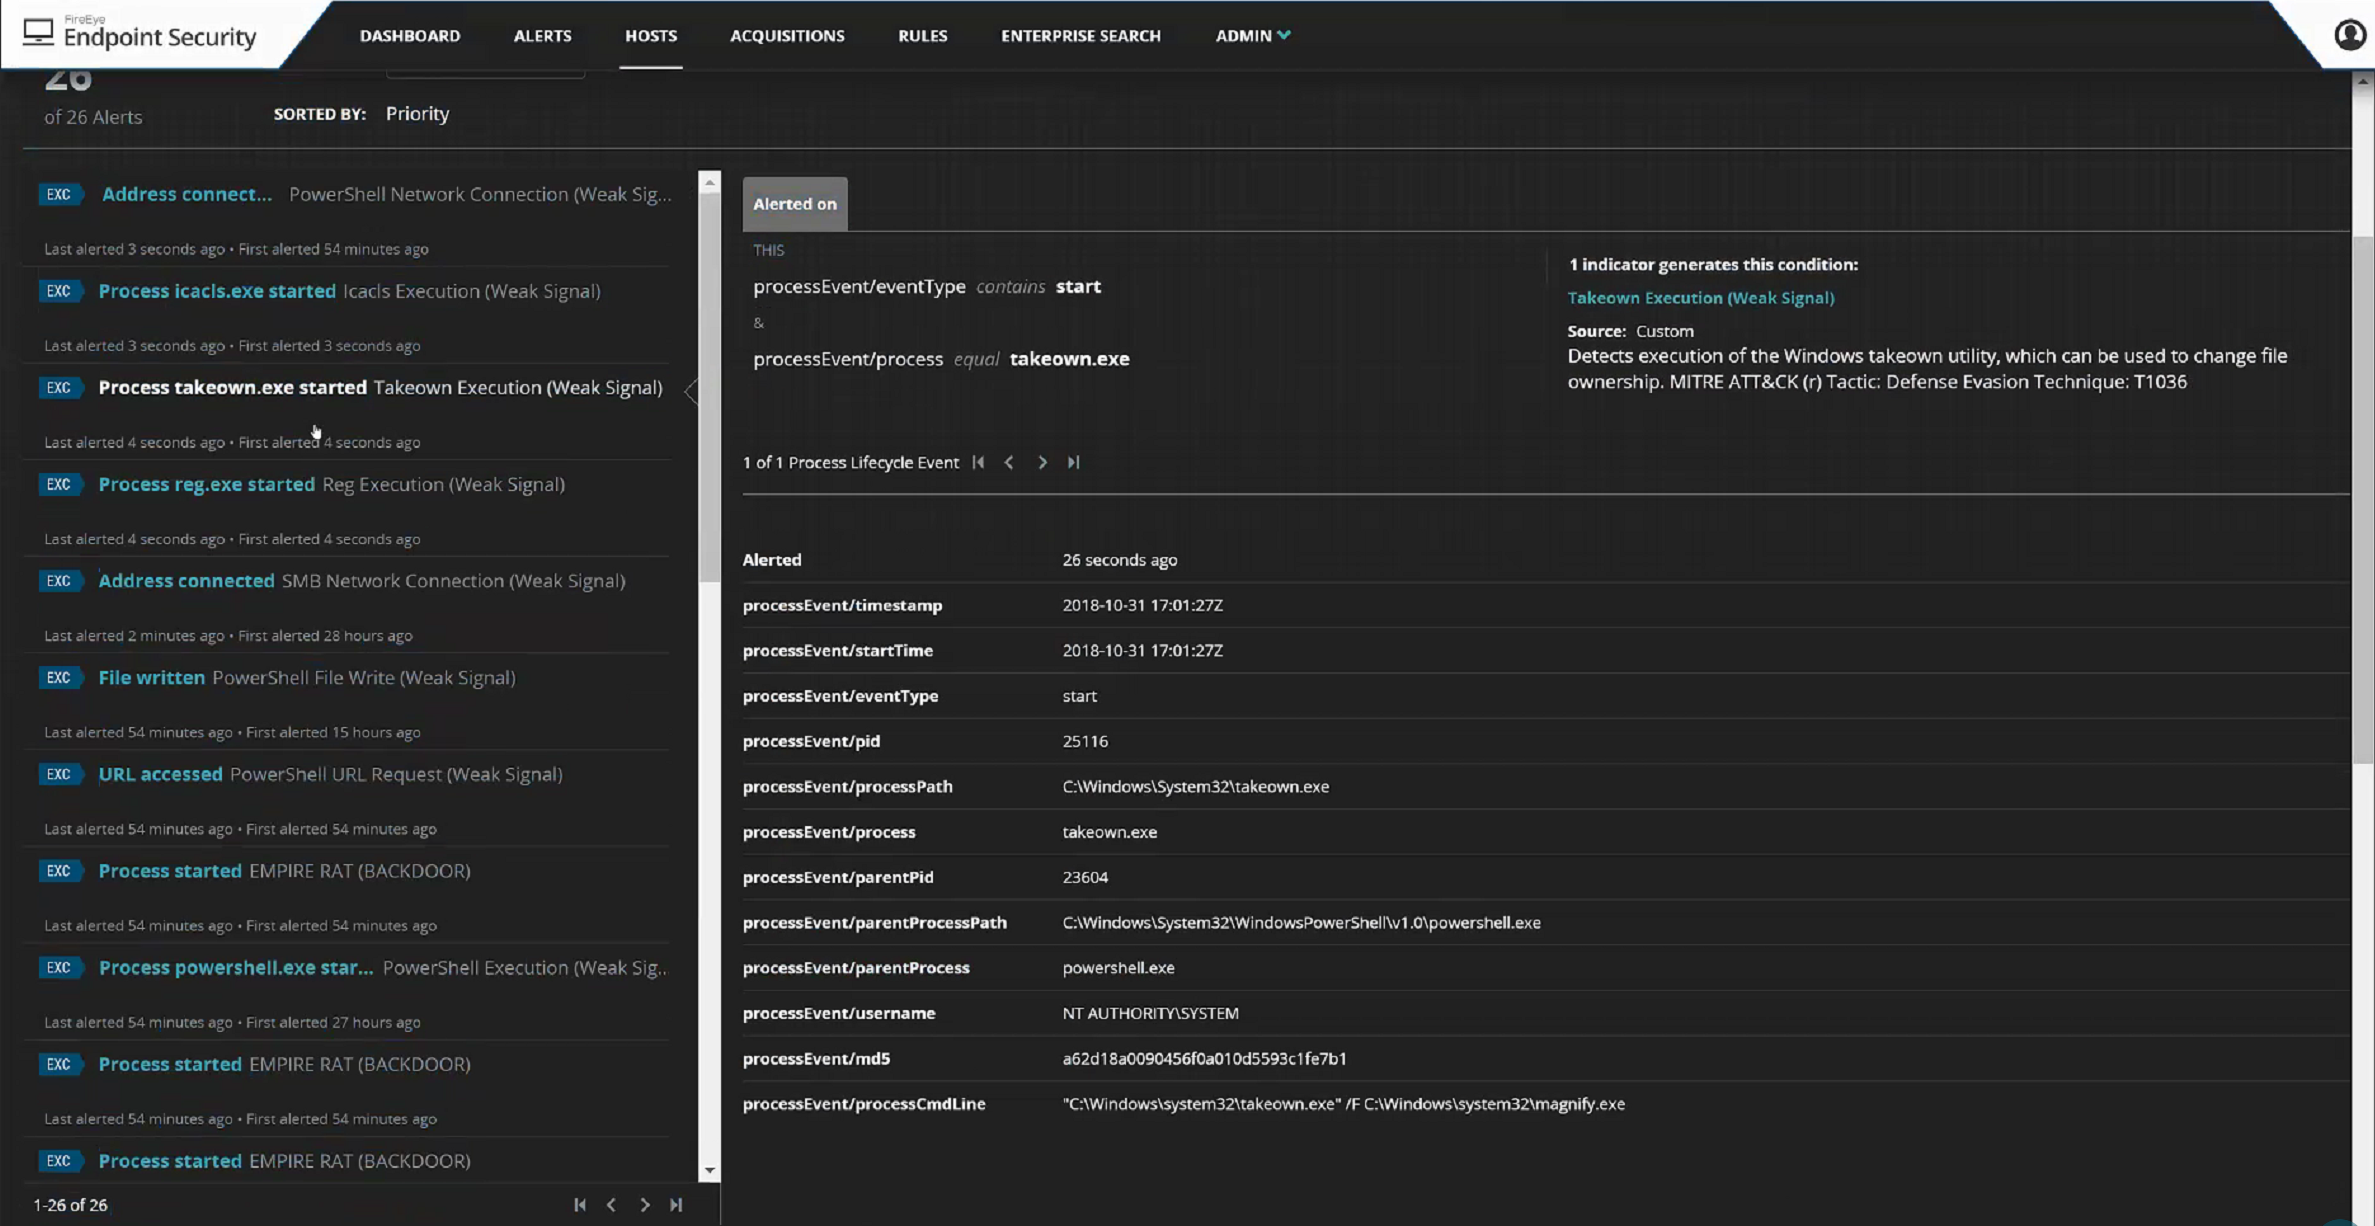 FireEye
Endpoint Security
DASHBOARD
ALERTS
HOSTS
ACQUISITIONS
RULES
ENTERPRISE SEARCH
ADMIN
26
of 26 Alerts
SORTED BY: Priority
EXC Address connect... PowerShell Network Connection (Weak Sig...
Last alerted 3 seconds ago • First alerted 54 minutes ago
EXC Process icacls.exe started Icacls Execution (Weak Signal)
Last alerted 3 seconds ago • First alerted 3 seconds ago
EXC Process takeown.exe started Takeown Execution (Weak Signal)
Last alerted 4 seconds ago • First alerted 4 seconds ago
EXC Process reg.exe started Reg Execution (Weak Signal)
Last alerted 4 seconds ago • First alerted 4 seconds ago
EXC Address connected SMB Network Connection (Weak Signal)
Last alerted 2 minutes ago • First alerted 28 hours ago
EXC File written PowerShell File Write (Weak Signal)
Last alerted 54 minutes ago • First alerted 15 hours ago
EXC URL accessed PowerShell URL Request (Weak Signal)
Last alerted 54 minutes ago • First alerted 54 minutes ago
EXC Process started EMPIRE RAT (BACKDOOR)
Last alerted 54 minutes ago • First alerted 54 minutes ago
EXC Process powershell.exe star... PowerShell Execution (Weak Sig..
Last alerted 54 minutes ago • First alerted 27 hours ago
EXC Process started EMPIRE RAT (BACKDOOR)
Last alerted 54 minutes ago • First alerted 54 minutes ago
EXC Process started EMPIRE RAT (BACKDOOR)
1-26 of 26
Alerted on
THIS
processEvent/eventType contains start
&
processEvent/process equal takeown.exe
1 indicator generates this condition:
Takeown Execution (Weak Signal)
Source: Custom
Detects execution of the Windows takeown utility, which can be used to change file
ownership. MITRE ATT&CK (r) Tactic: Defense Evasion Technique: T1036
1 of 1 Process Lifecycle Event
Alerted 26 seconds ago
processEvent/timestamp 2018-10-31 17:01:27Z
processEvent/startTime 2018-10-31 17:01:27Z
processEvent/eventType start
processEvent/pid 25116
processEvent/processPath C:\Windows\System32\takeown.exe
processEvent/process takeown.exe
processEvent/parentPid 23604
processEvent/parentProcessPath C:\Windows\System32\WindowsPowerShell\v1.0\powershell.exe
processEvent/parentProcess powershell.exe
processEvent/username NT AUTHORITY\SYSTEM
processEvent/md5 a62d18a0090456f0a010d5593c1fe7b1
processEvent/processCmdLine "C:\Windows\system32\takeown.exe" /F C:\Windows\system32\magnify.exe